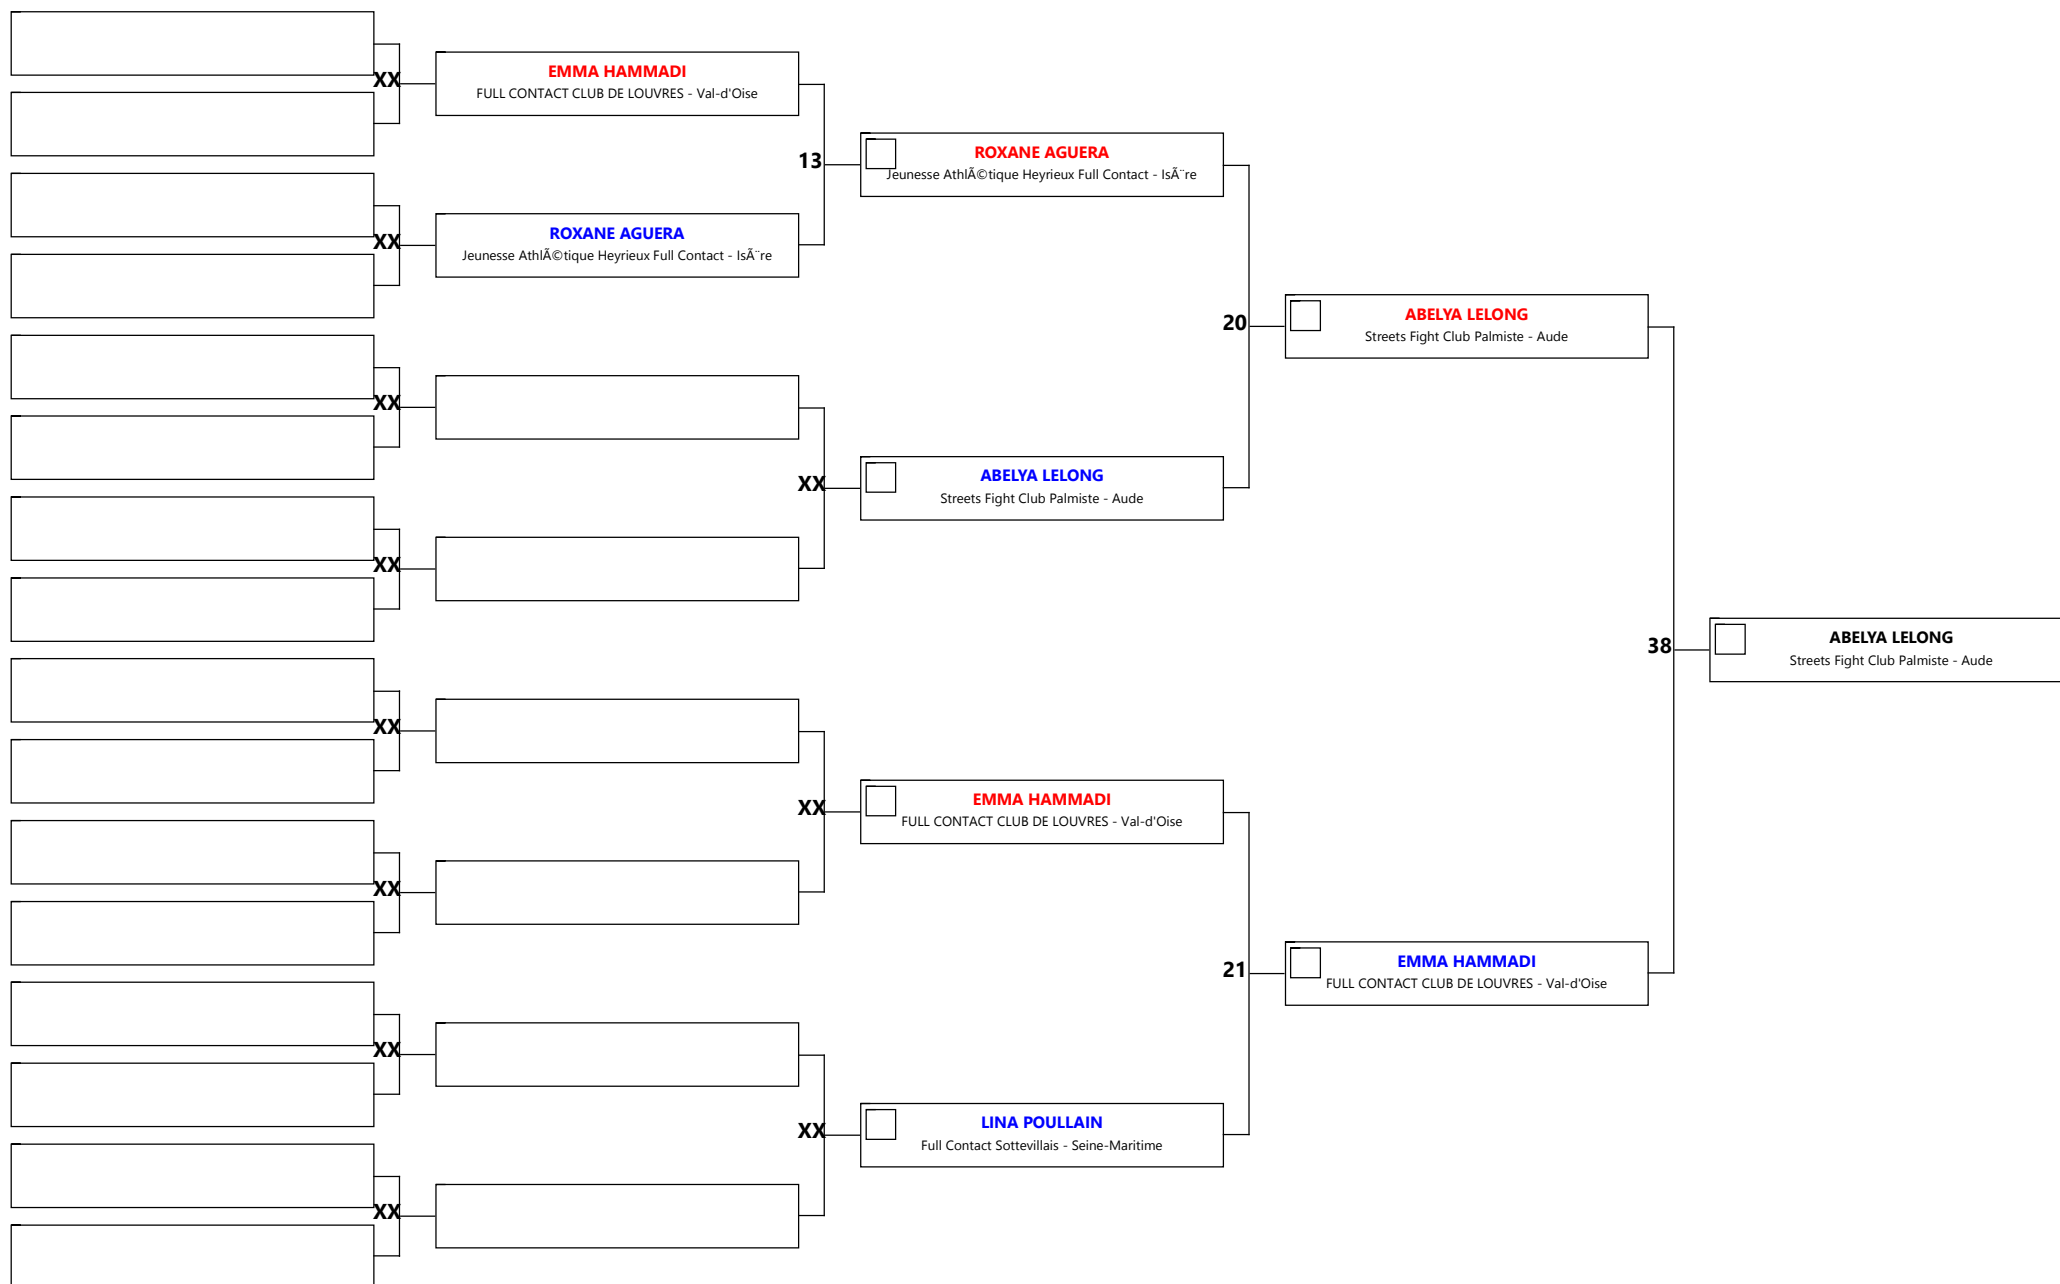 XX
EMMA HAMMADI
FULL CONTACT CLUB DE LOUVRES - Val-d'Oise
13
ROXANE AGUERA
Jeunesse AthlÃ©tique Heyrieux Full Contact - IsÃ¨re
XX
ROXANE AGUERA
Jeunesse AthlÃ©tique Heyrieux Full Contact - IsÃ¨re
20
ABELYA LELONG
Streets Fight Club Palmiste - Aude
XX
XX
ABELYA LELONG
Streets Fight Club Palmiste - Aude
XX
38
ABELYA LELONG
Streets Fight Club Palmiste - Aude
XX
XX
EMMA HAMMADI
FULL CONTACT CLUB DE LOUVRES - Val-d'Oise
XX
21
EMMA HAMMADI
FULL CONTACT CLUB DE LOUVRES - Val-d'Oise
XX
XX
LINA POULLAIN
Full Contact Sottevillais - Seine-Maritime
XX